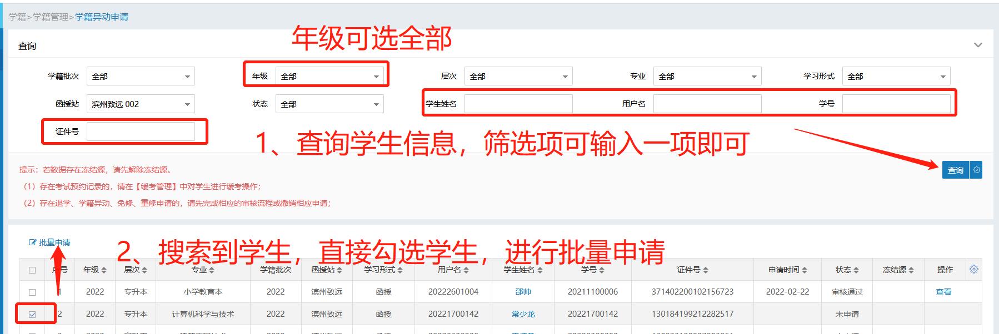 学籍>学籍管理>学籍异动申请
年级可选全部
查询
学籍批次 全部 年级 全部 层次 全部 专业 全部 学习形式 全部
函授站 滨州致远 002 状态 全部 学生姓名 用户名 学号
证件号
1、查询学生信息，筛选项可输入一项即可
提示：若数据存在冻结源，请先解除冻结源。
查询
（1）存在考试预约记录的，请在【缓考管理】中对学生进行缓考操作；
（2）存在退学、学籍异动、免修、重修申请的，请先完成相应的审核流程或撤销相应申请；
批量申请
2、搜索到学生，直接勾选学生，进行批量申请
序号 年级 层次 专业 学籍批次 函授站 学习形式 用户名 学生姓名 学号 证件号 申请时间 状态 冻结源 操作
1 2022 专升本 小学教育本 2022 滨州致远 函授 20222601004 邵帅 20211100006 371402200102156723 2022-02-22 审核通过 查看
2 2022 专升本 计算机科学与技术 2022 滨州致远 函授 20221700142 常少龙 20221700142 130184199212282517 未申请